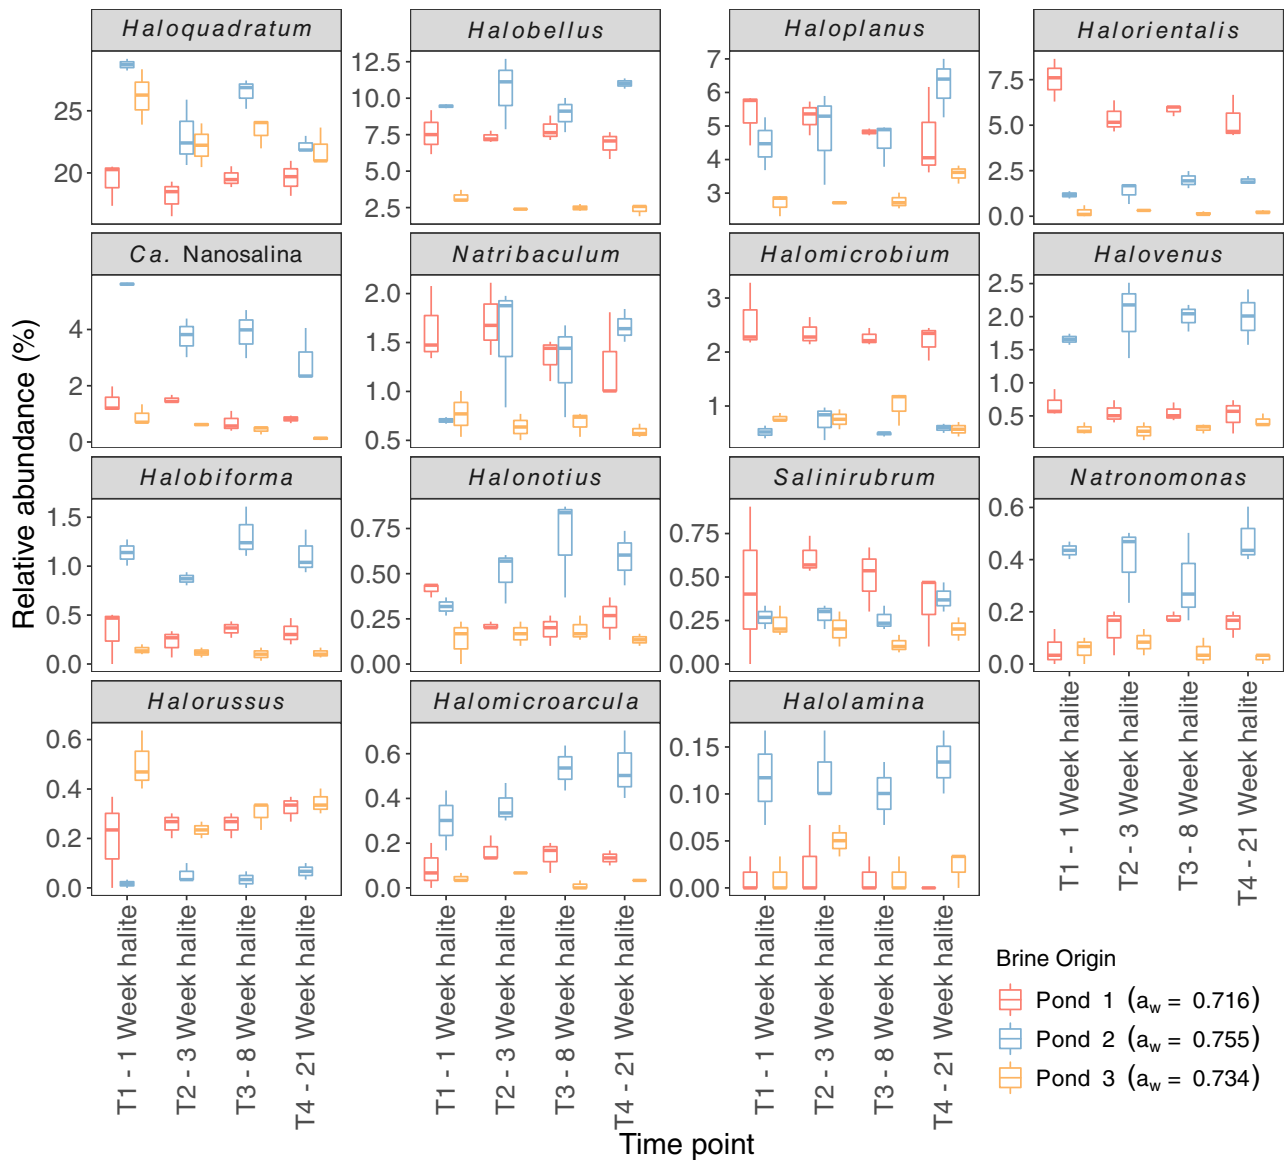 Haloquadratum
Halobellus
Haloplanus
Halorientalis
25
20
12.5
10.0
7.5
5.0
2.5
7
6
5
4
3
7.5
5.0
2.5
0.0
Ca. Nanosalina
Natribaculum
Halomicrobium
Halovenus
4
2
0
2.0
1.5
1.0
0.5
3
2
1
2.5
2.0
1.5
1.0
0.5
Halobiforma
Halonotius
Salinirubrum
Natronomonas
1.5
1.0
0.5
0.0
0.75
0.50
0.25
0.00
0.75
0.50
0.25
0.00
0.6
0.4
0.2
0.0
Halorussus
Halomicroarcula
Halolamina
0.6
0.4
0.2
0.0
0.6
0.4
0.2
0.0
0.15
0.10
0.05
0.00
Relative abundance (%)
T1 - 1 Week halite
T2 - 3 Week halite
T3 - 8 Week halite
T4 - 21 Week halite
T1 - 1 Week halite
T2 - 3 Week halite
T3 - 8 Week halite
T4 - 21 Week halite
T1 - 1 Week halite
T2 - 3 Week halite
T3 - 8 Week halite
T4 - 21 Week halite
T1 - 1 Week halite
T2 - 3 Week halite
T3 - 8 Week halite
T4 - 21 Week halite
Time point
Brine Origin
Pond 1 (aw = 0.716)
Pond 2 (aw = 0.755)
Pond 3 (aw = 0.734)